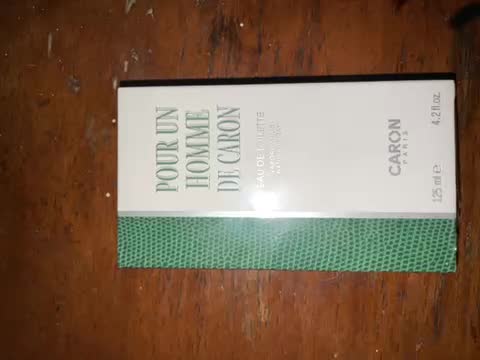 POUR UN
HOMME
DE CARON
EAU DE TOILETTE
CARON
PARIS
125 ml e 4.2 fl.oz.